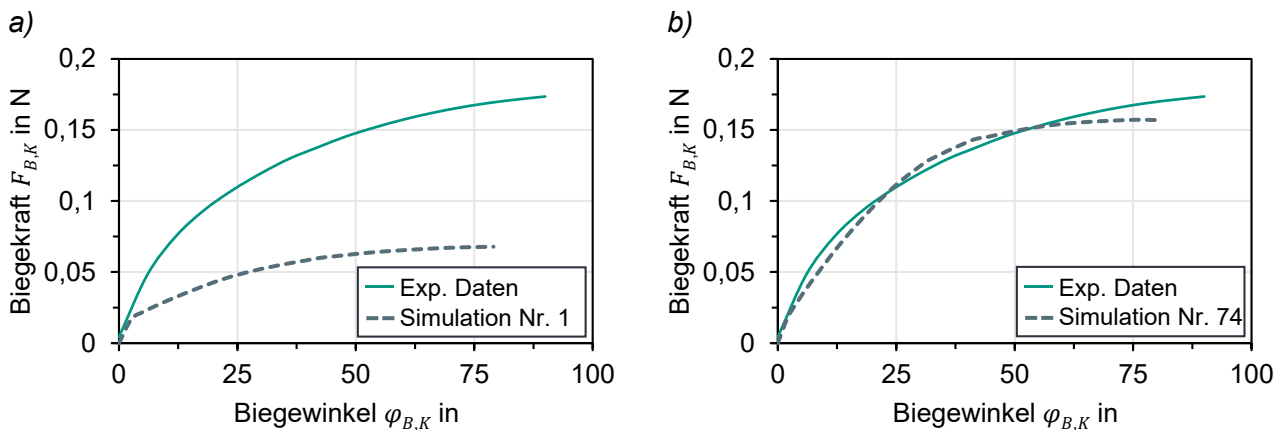 a)
0,2
0,15
0,1
0,05
0
Biegekraft F_{B,K} in N
Exp. Daten
Simulation Nr. 1
0 25 50 75 100
Biegewinkel φ_{B,K} in
b)
0,2
0,15
0,1
0,05
0
Biegekraft F_{B,K} in N
Exp. Daten
Simulation Nr. 74
0 25 50 75 100
Biegewinkel φ_{B,K} in